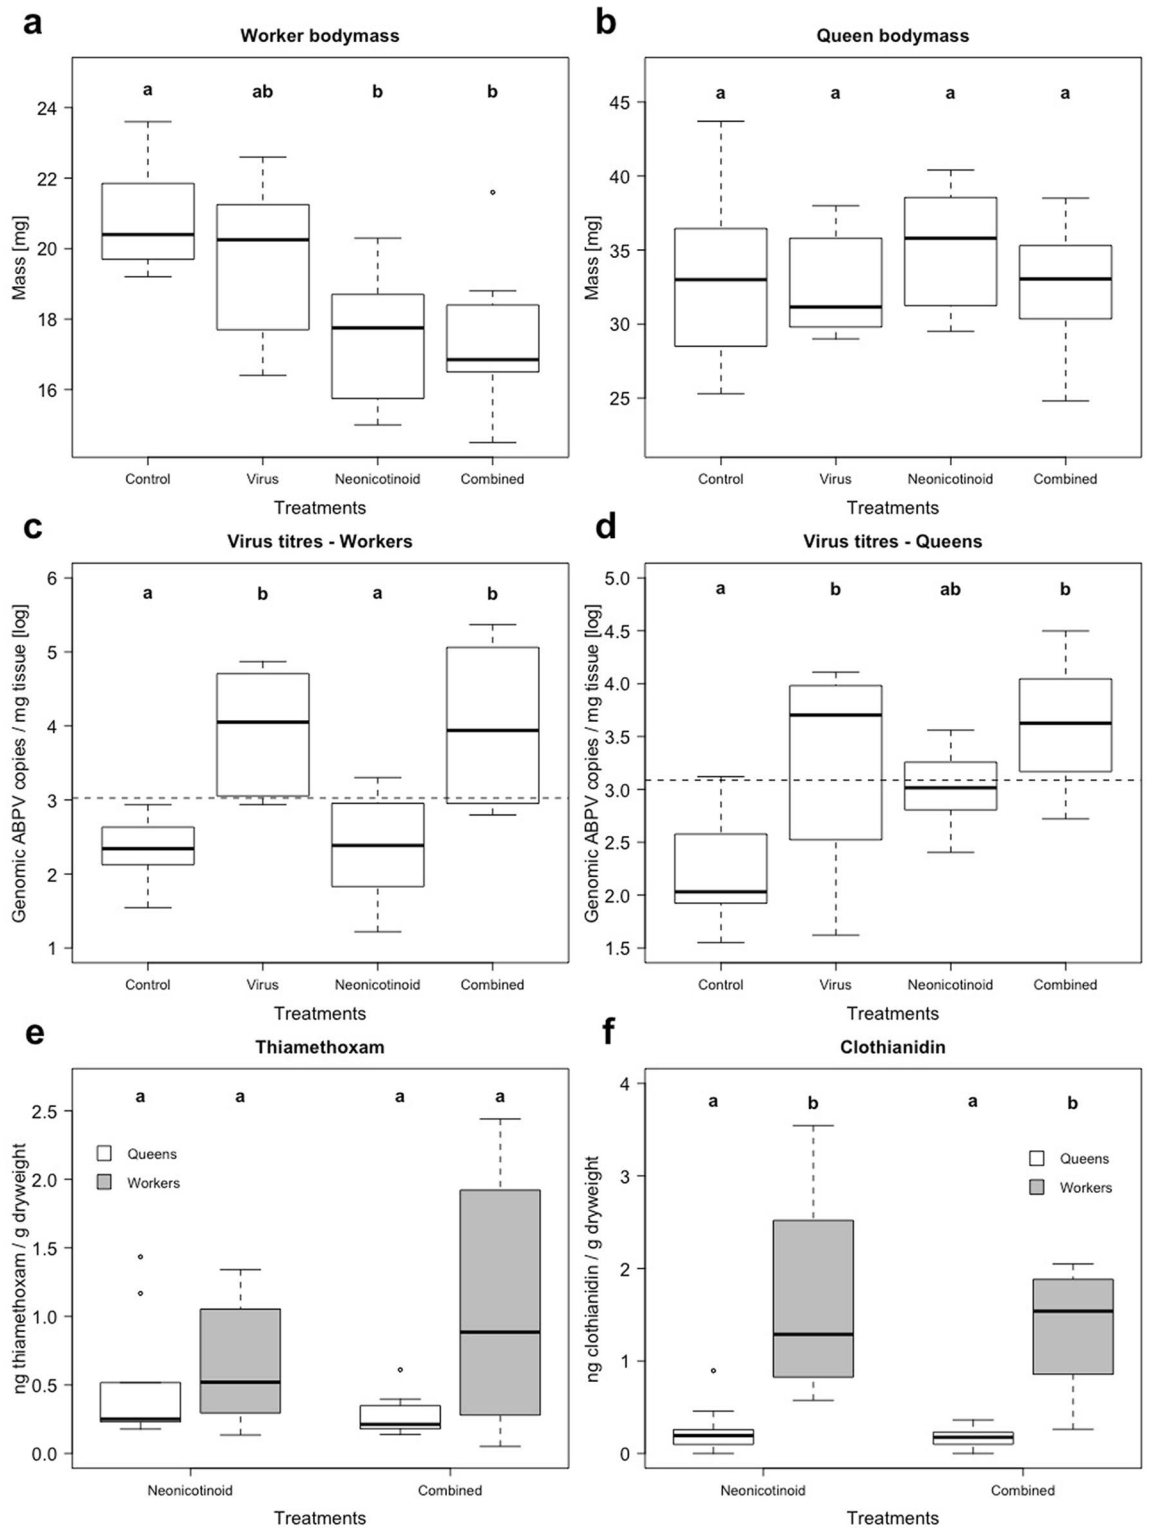 a
Worker bodymass
a ab b b
Mass [mg]
24
22
20
18
16
Control Virus Neonicotinoid Combined
Treatments
b
Queen bodymass
a a a a
Mass [mg]
45
40
35
30
25
Control Virus Neonicotinoid Combined
Treatments
c
Virus titres - Workers
a b a b
Genomic ABPV copies / mg tissue [log]
6
5
4
3
2
1
Control Virus Neonicotinoid Combined
Treatments
d
Virus titres - Queens
a b ab b
Genomic ABPV copies / mg tissue [log]
5.0
4.5
4.0
3.5
3.0
2.5
2.0
1.5
Control Virus Neonicotinoid Combined
Treatments
e
Thiamethoxam
a a a a
ng thiamethoxam / g dryweight
2.5
2.0
1.5
1.0
0.5
0.0
Queens
Workers
Neonicotinoid Combined
Treatments
f
Clothianidin
a b a b
ng clothianidin / g dryweight
4
3
2
1
0
Queens
Workers
Neonicotinoid Combined
Treatments